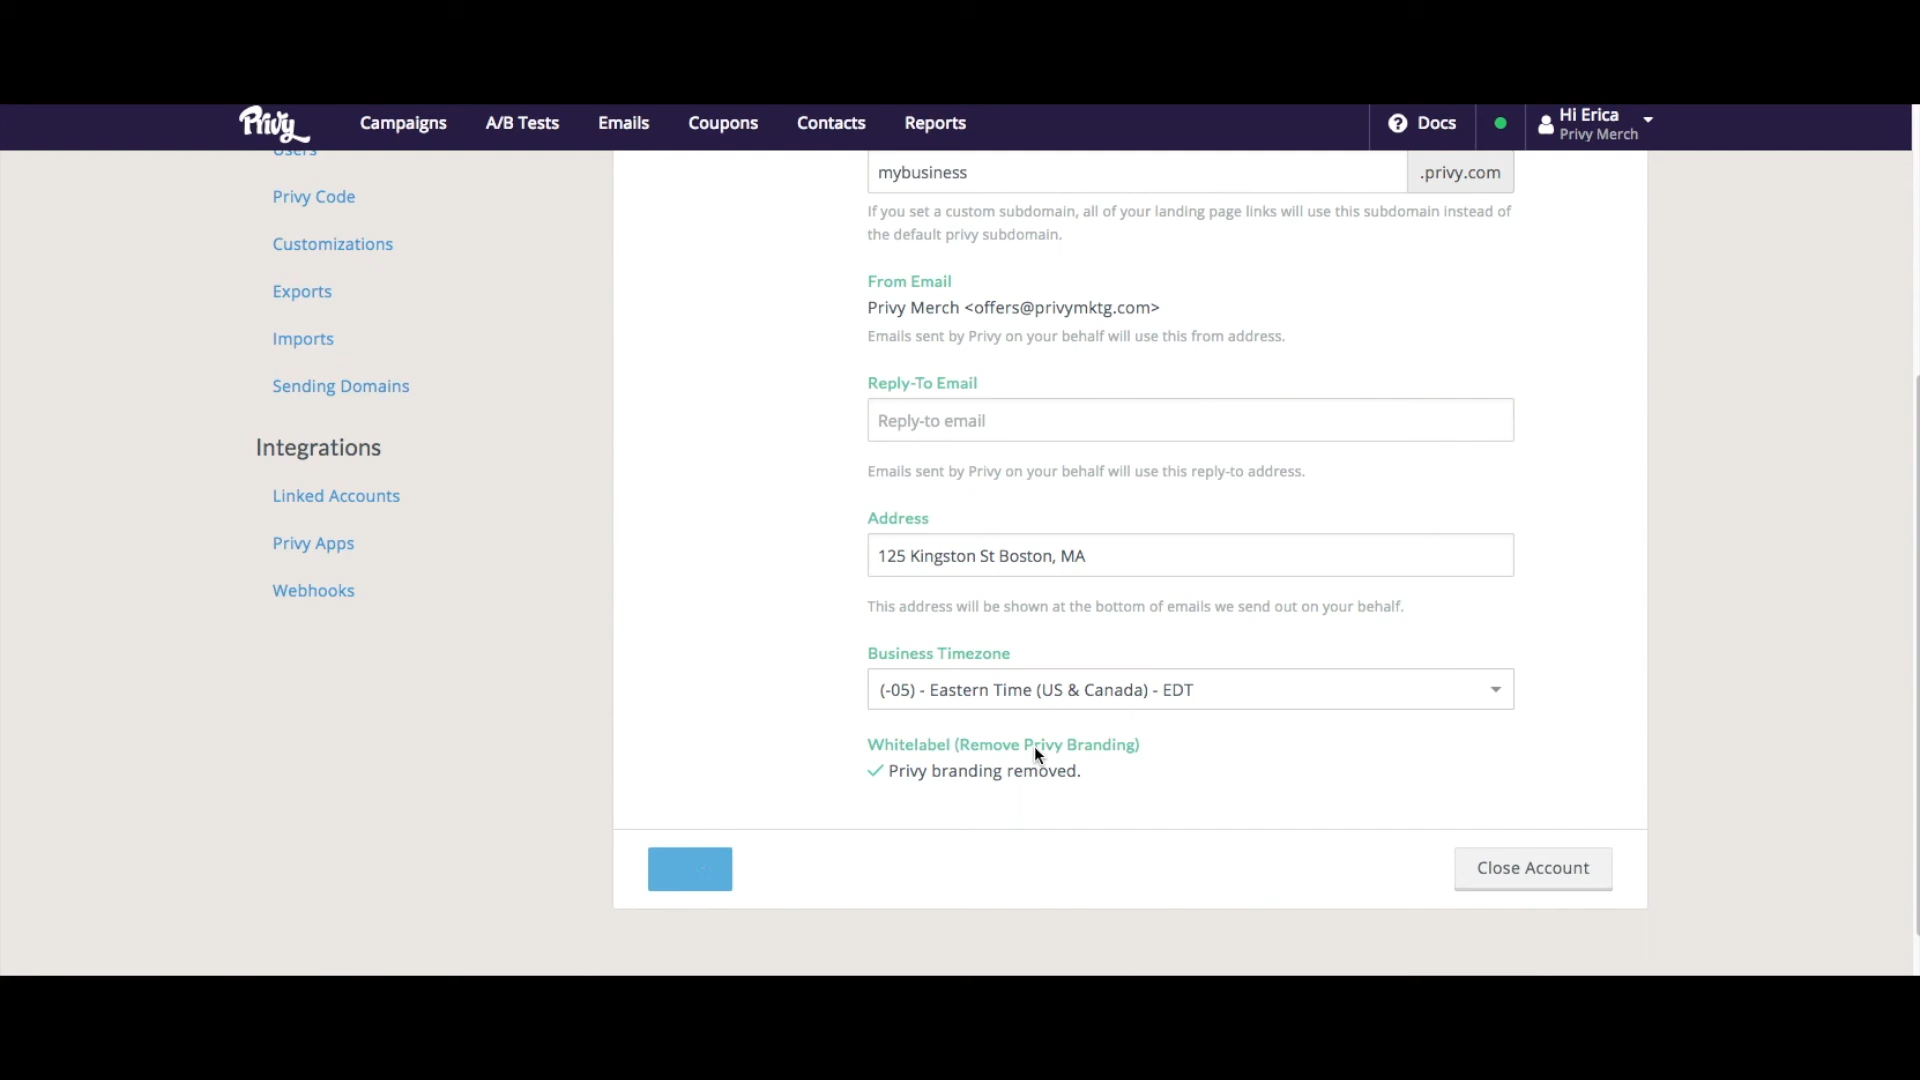 Privy
Campaigns
A/B Tests
Emails
Coupons
Contacts
Reports
Docs
Hi Erica
Privy Merch
Users
Privy Code
Customizations
Exports
Imports
Sending Domains
Integrations
Linked Accounts
Privy Apps
Webhooks
mybusiness
.privy.com
If you set a custom subdomain, all of your landing page links will use this subdomain instead of
the default privy subdomain.
From Email
Privy Merch <offers@privymktg.com>
Emails sent by Privy on your behalf will use this from address.
Reply-To Email
Reply-to email
Emails sent by Privy on your behalf will use this reply-to address.
Address
125 Kingston St Boston, MA
This address will be shown at the bottom of emails we send out on your behalf.
Business Timezone
(-05) - Eastern Time (US & Canada) - EDT
Whitelabel (Remove Privy Branding)
Privy branding removed.
Close Account